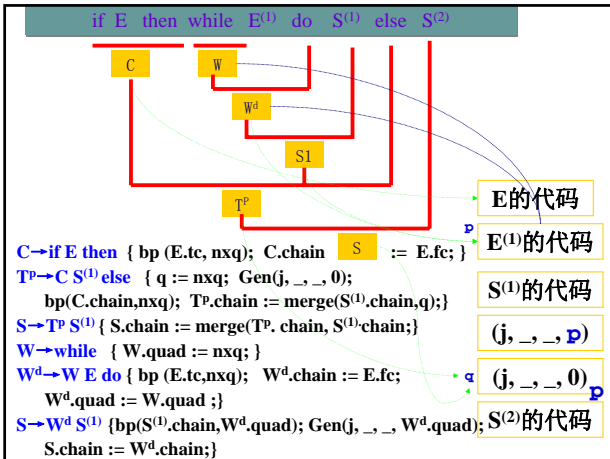 if E then while E⁽¹⁾ do S⁽¹⁾ else S⁽²⁾
C
W
Wᵈ
S1
Tᴾ
S
E的代码
p
E⁽¹⁾的代码
S⁽¹⁾的代码
(j, _, _, p)
q
(j, _, _, 0)
p
S⁽²⁾的代码
C→if E then { bp (E.tc, nxq); C.chain := E.fc; }
Tᵖ→C S⁽¹⁾ else { q := nxq; Gen(j, _, _, 0);
bp(C.chain,nxq); Tᵖ.chain := merge(S⁽¹⁾.chain,q);}
S→Tᵖ S⁽¹⁾ { S.chain := merge(Tᵖ. chain, S⁽¹⁾.chain;}
W→while { W.quad := nxq; }
Wᵈ→W E do { bp (E.tc,nxq); Wᵈ.chain := E.fc;
Wᵈ.quad := W.quad ;}
S→Wᵈ S⁽¹⁾ {bp(S⁽¹⁾.chain,Wᵈ.quad); Gen(j, _, _, Wᵈ.quad);
S.chain := Wᵈ.chain;}